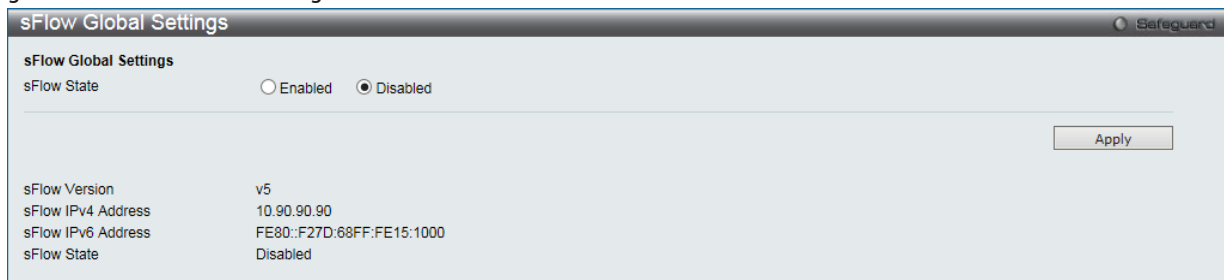 sFlow Global Settings
Safeguard
sFlow Global Settings
sFlow State Enabled Disabled
Apply
sFlow Version v5
sFlow IPv4 Address 10.90.90.90
sFlow IPv6 Address FE80::F27D:68FF:FE15:1000
sFlow State Disabled